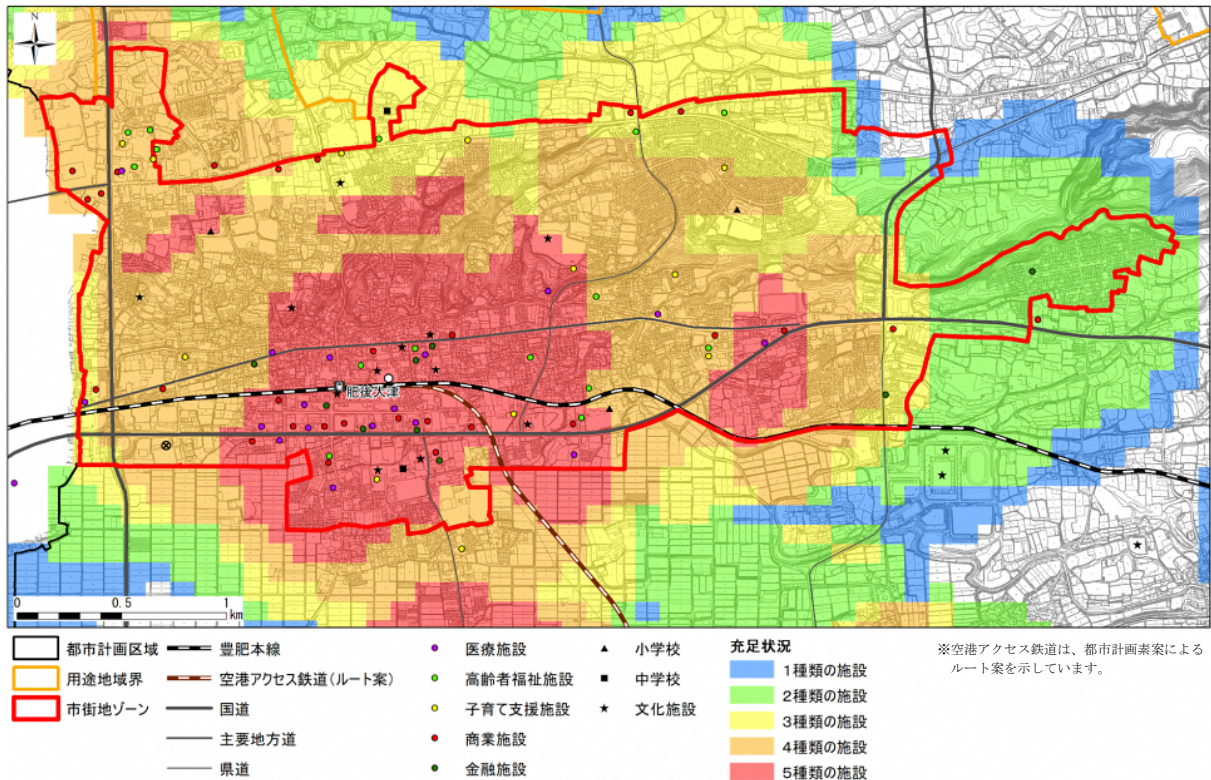 N
肥後大津
0 0.5 1
km
都市計画区域
用途地域界
市街地ゾーン
豊肥本線
空港アクセス鉄道(ルート案)
国道
主要地方道
県道
医療施設
高齢者福祉施設
子育て支援施設
商業施設
金融施設
小学校
中学校
文化施設
充足状況
1種類の施設
2種類の施設
3種類の施設
4種類の施設
5種類の施設
※空港アクセス鉄道は、都市計画素案による
ルート案を示しています。